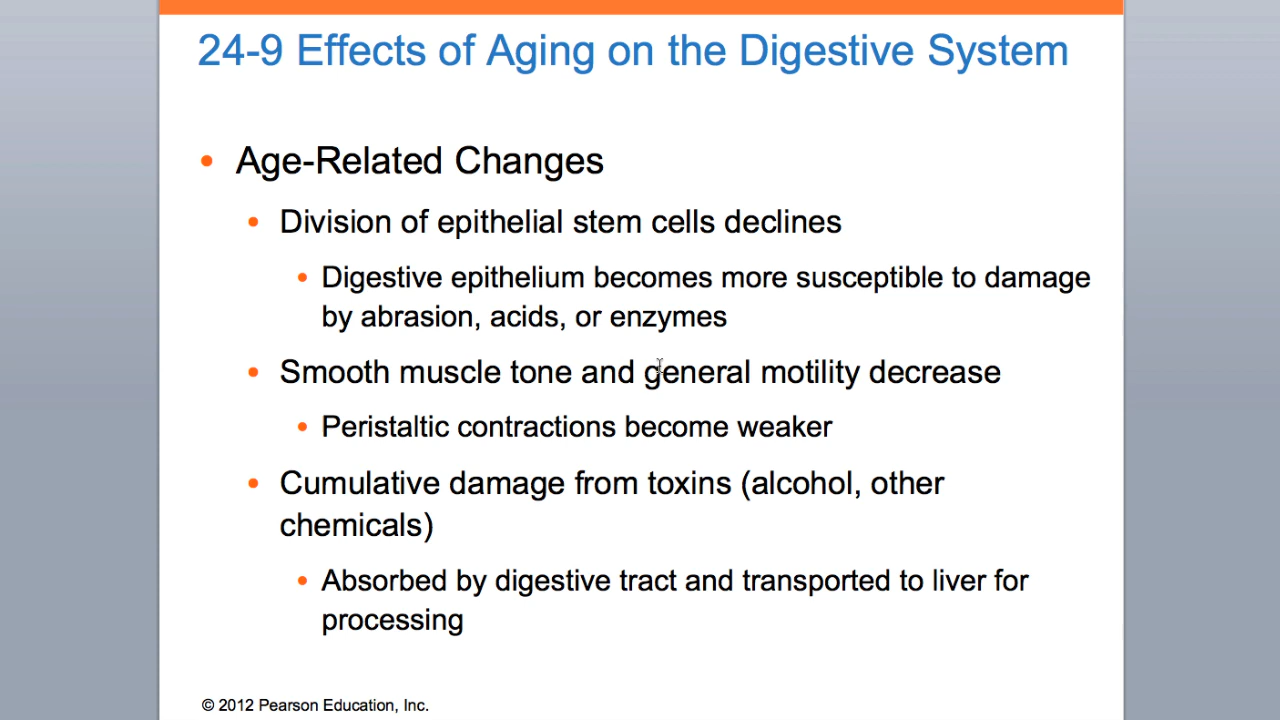 24-9 Effects of Aging on the Digestive System
• Age-Related Changes
• Division of epithelial stem cells declines
• Digestive epithelium becomes more susceptible to damage
by abrasion, acids, or enzymes
• Smooth muscle tone and general motility decrease
• Peristaltic contractions become weaker
• Cumulative damage from toxins (alcohol, other
chemicals)
• Absorbed by digestive tract and transported to liver for
processing
© 2012 Pearson Education, Inc.